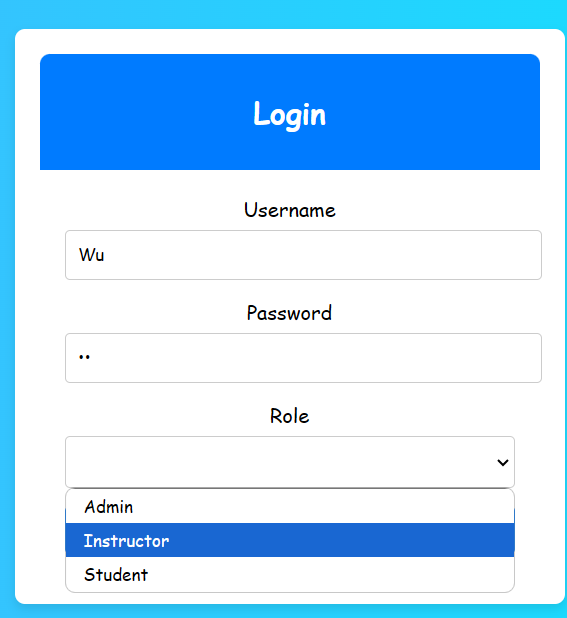 Login
Username
Wu
Password
••
Role
Admin
Instructor
Student